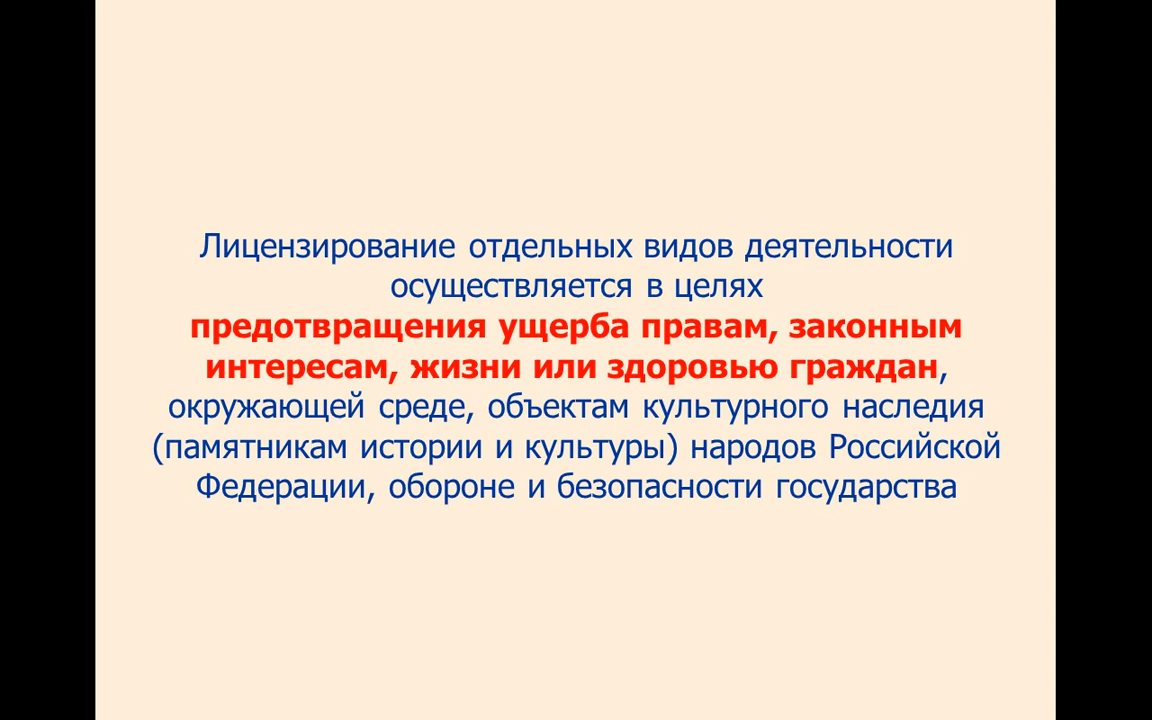 Лицензирование отдельных видов деятельности
осуществляется в целях
предотвращения ущерба правам, законным
интересам, жизни или здоровью граждан,
окружающей среде, объектам культурного наследия
(памятникам истории и культуры) народов Российской
Федерации, обороне и безопасности государства